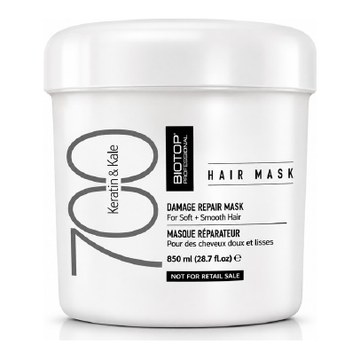 700
Keratin & Kale
BIOTOP®
PROFESSIONAL
HAIR MASK
DAMAGE REPAIR MASK
For Soft + Smooth Hair
MASQUE RÉPARATEUR
Pour des cheveux doux et lisses
850 ml (28.7 fl.oz) ℮
NOT FOR RETAIL SALE